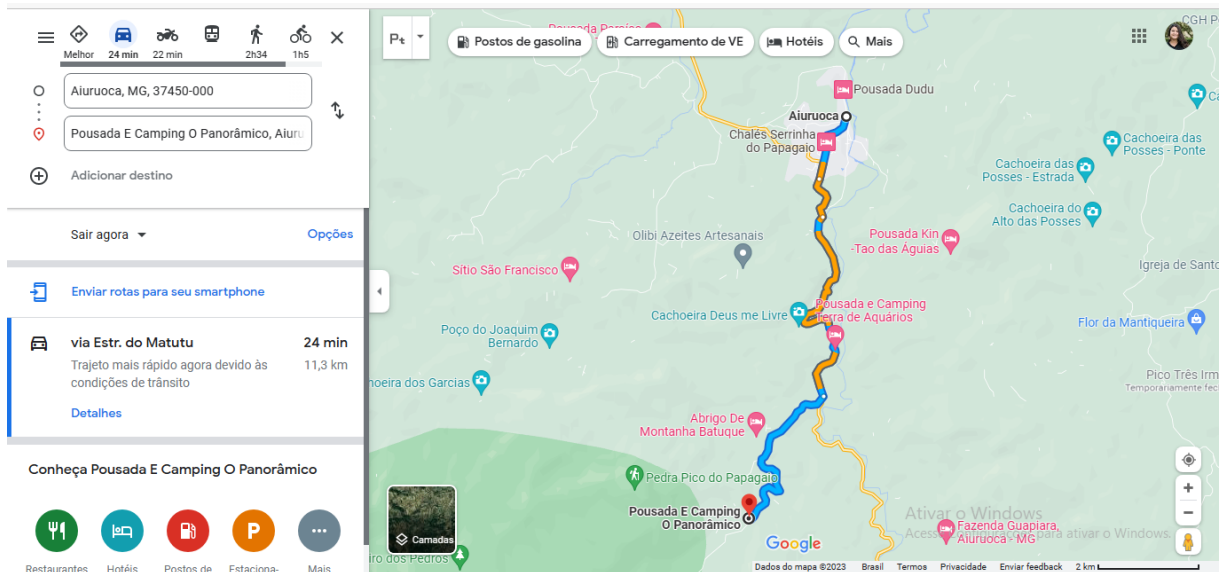 Melhor
24 min
22 min
2h34
1h5
Aiuruoca, MG, 37450-000
Pousada E Camping O Panorâmico, Aiuru
Adicionar destino
Sair agora
Opções
Enviar rotas para seu smartphone
via Estr. do Matutu
24 min
Trajeto mais rápido agora devido às
11,3 km
condições de trânsito
Detalhes
Conheça Pousada E Camping O Panorâmico
Restaurantes
Hotéis
Postos de
Estaciona-
Mais
Postos de gasolina
Carregamento de VE
Hotéis
Mais
CGH P
Pousada Dudu
Aiuruoca
Chalés Serrinha
do Papagaio
Cachoeira das
Posses - Ponte
Cachoeira das
Posses - Estrada
Cachoeira do
Alto das Posses
Olibi Azeites Artesanais
Pousada Kin
-Tao das Águias
Sítio São Francisco
Igreja de Santo
Pousada e Camping
Terra de Aquários
Cachoeira Deus me Livre
Flor da Mantiqueira
Poço do Joaquim
Bernardo
hoeira dos Garcias
Pico Três Irm
Temporariamente fech
Abrigo De
Montanha Batuque
Pedra Pico do Papagaio
Pousada E Camping
O Panorâmico
Ativar o Windows
Fazenda Guapiara,
Aiuruoca - MG
para ativar o Windows.
Camadas
iro dos Pedros
Google
Dados do mapa ©2023
Brasil
Termos
Privacidade
Enviar feedback
2 km